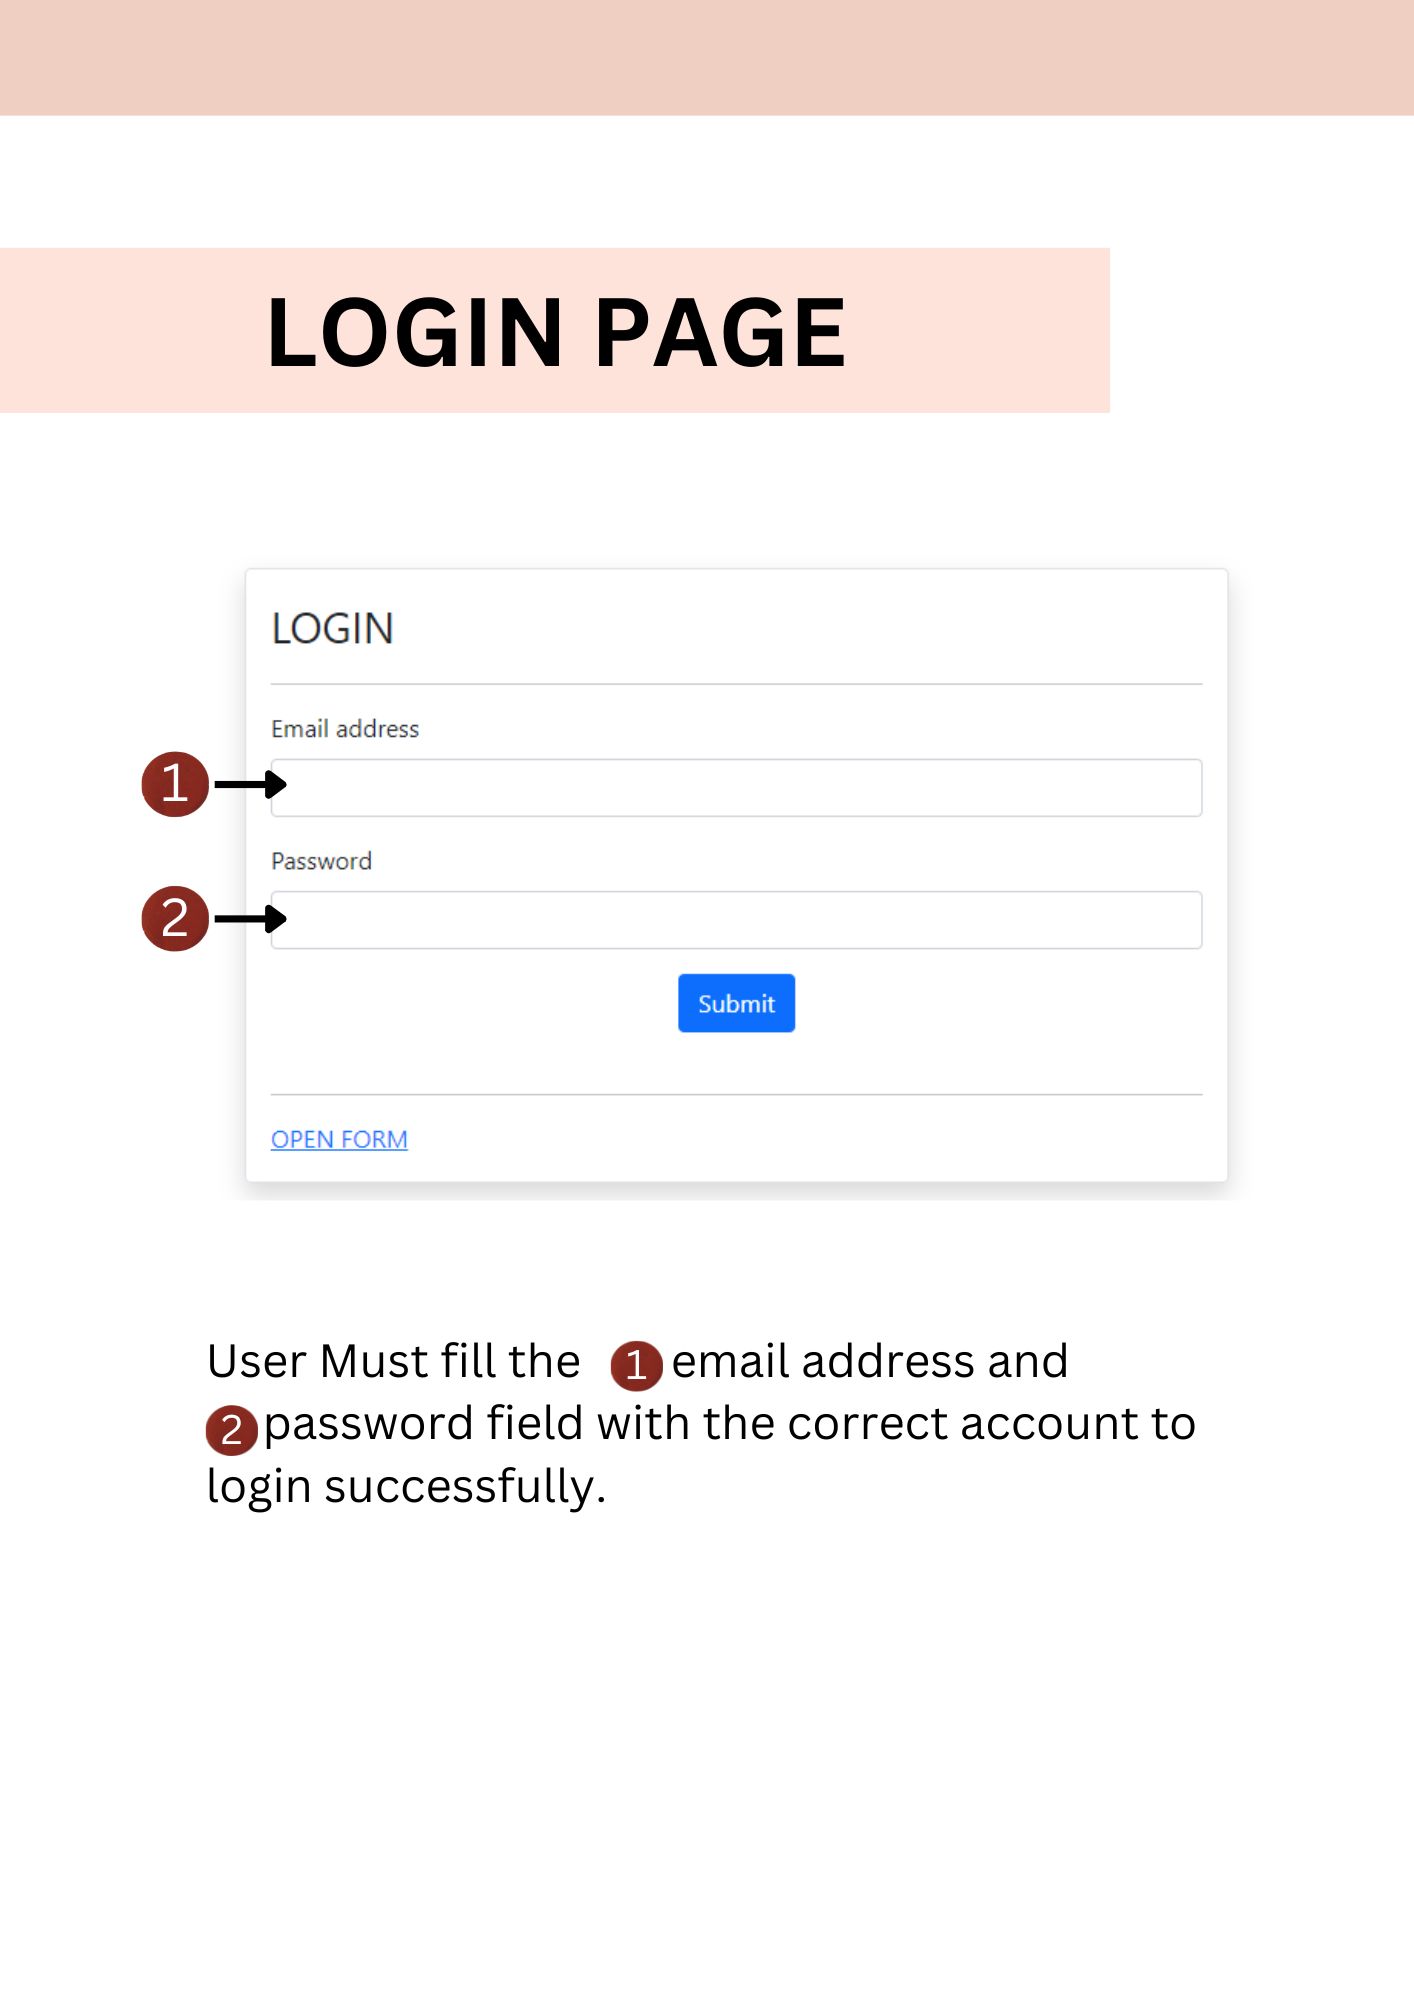 LOGIN PAGE
LOGIN
Email address
1
Password
2
Submit
OPEN FORM
User Must fill the 1 email address and
2 password field with the correct account to
login successfully.